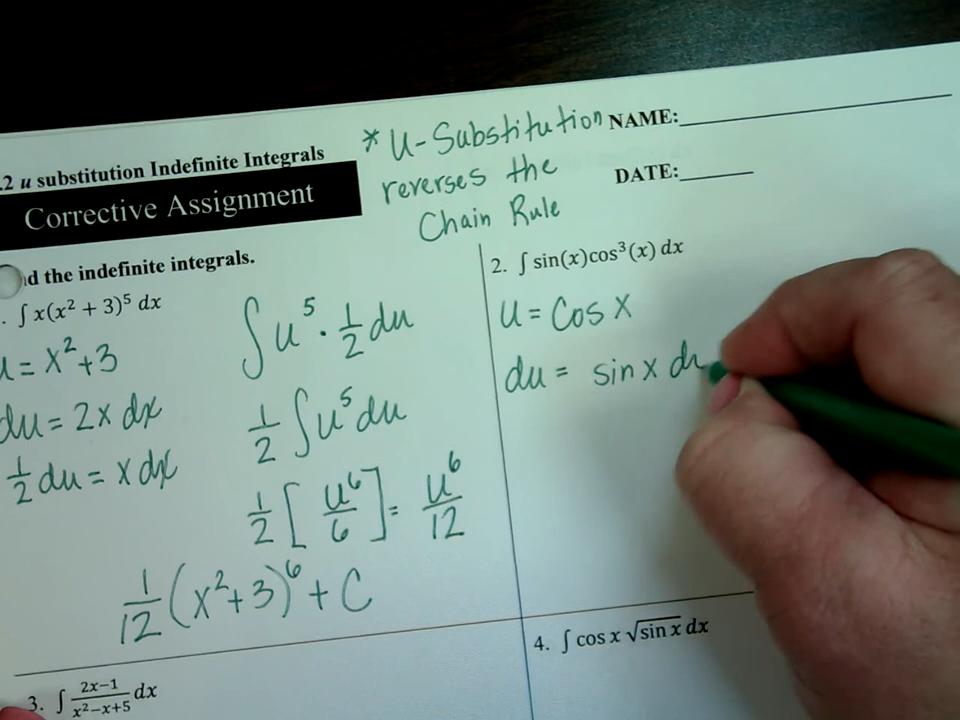 .2 u substitution Indefinite Integrals
Corrective Assignment
* U-Substitution
reverses the
Chain Rule
NAME:
DATE:
d the indefinite integrals.
. ∫ x(x² + 3)⁵ dx
u = x²+3
du = 2x dx
1/2 du = x dx
∫ u⁵ · 1/2 du
1/2 ∫ u⁵ du
1/2 [u⁶/6] = u⁶/12
1/12 (x²+3)⁶ + C
2. ∫ sin(x)cos³(x) dx
u = cos x
du = sin x
3. ∫ 2x−1/x²−x+5 dx
4. ∫ cos x √sin x dx